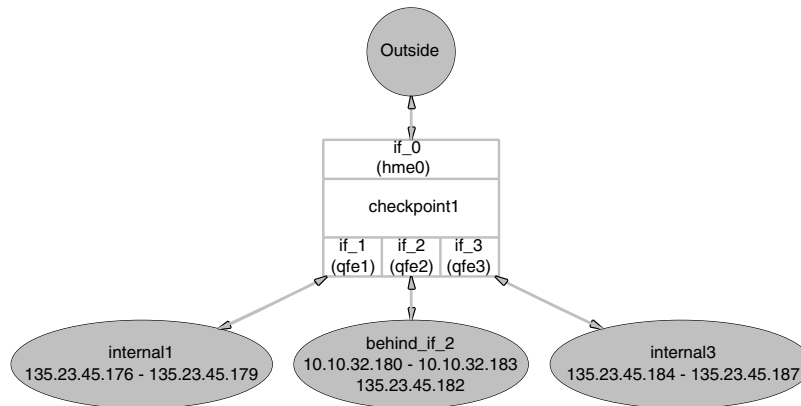 Outside
if_0
(hme0)
checkpoint1
if_1
(qfe1)
if_2
(qfe2)
if_3
(qfe3)
internal1
135.23.45.176 - 135.23.45.179
behind_if_2
10.10.32.180 - 10.10.32.183
135.23.45.182
internal3
135.23.45.184 - 135.23.45.187